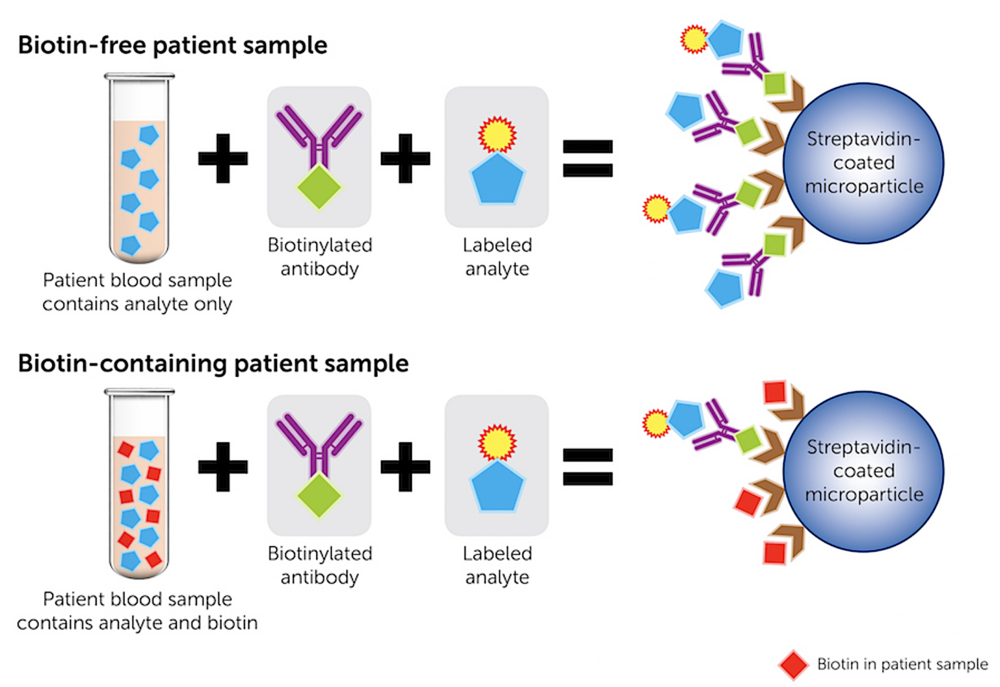 Biotin-free patient sample
Patient blood sample
contains analyte only
Biotinylated
antibody
Labeled
analyte
Streptavidin-
coated
microparticle
Biotin-containing patient sample
Patient blood sample
contains analyte and biotin
Biotinylated
antibody
Labeled
analyte
Streptavidin-
coated
microparticle
Biotin in patient sample